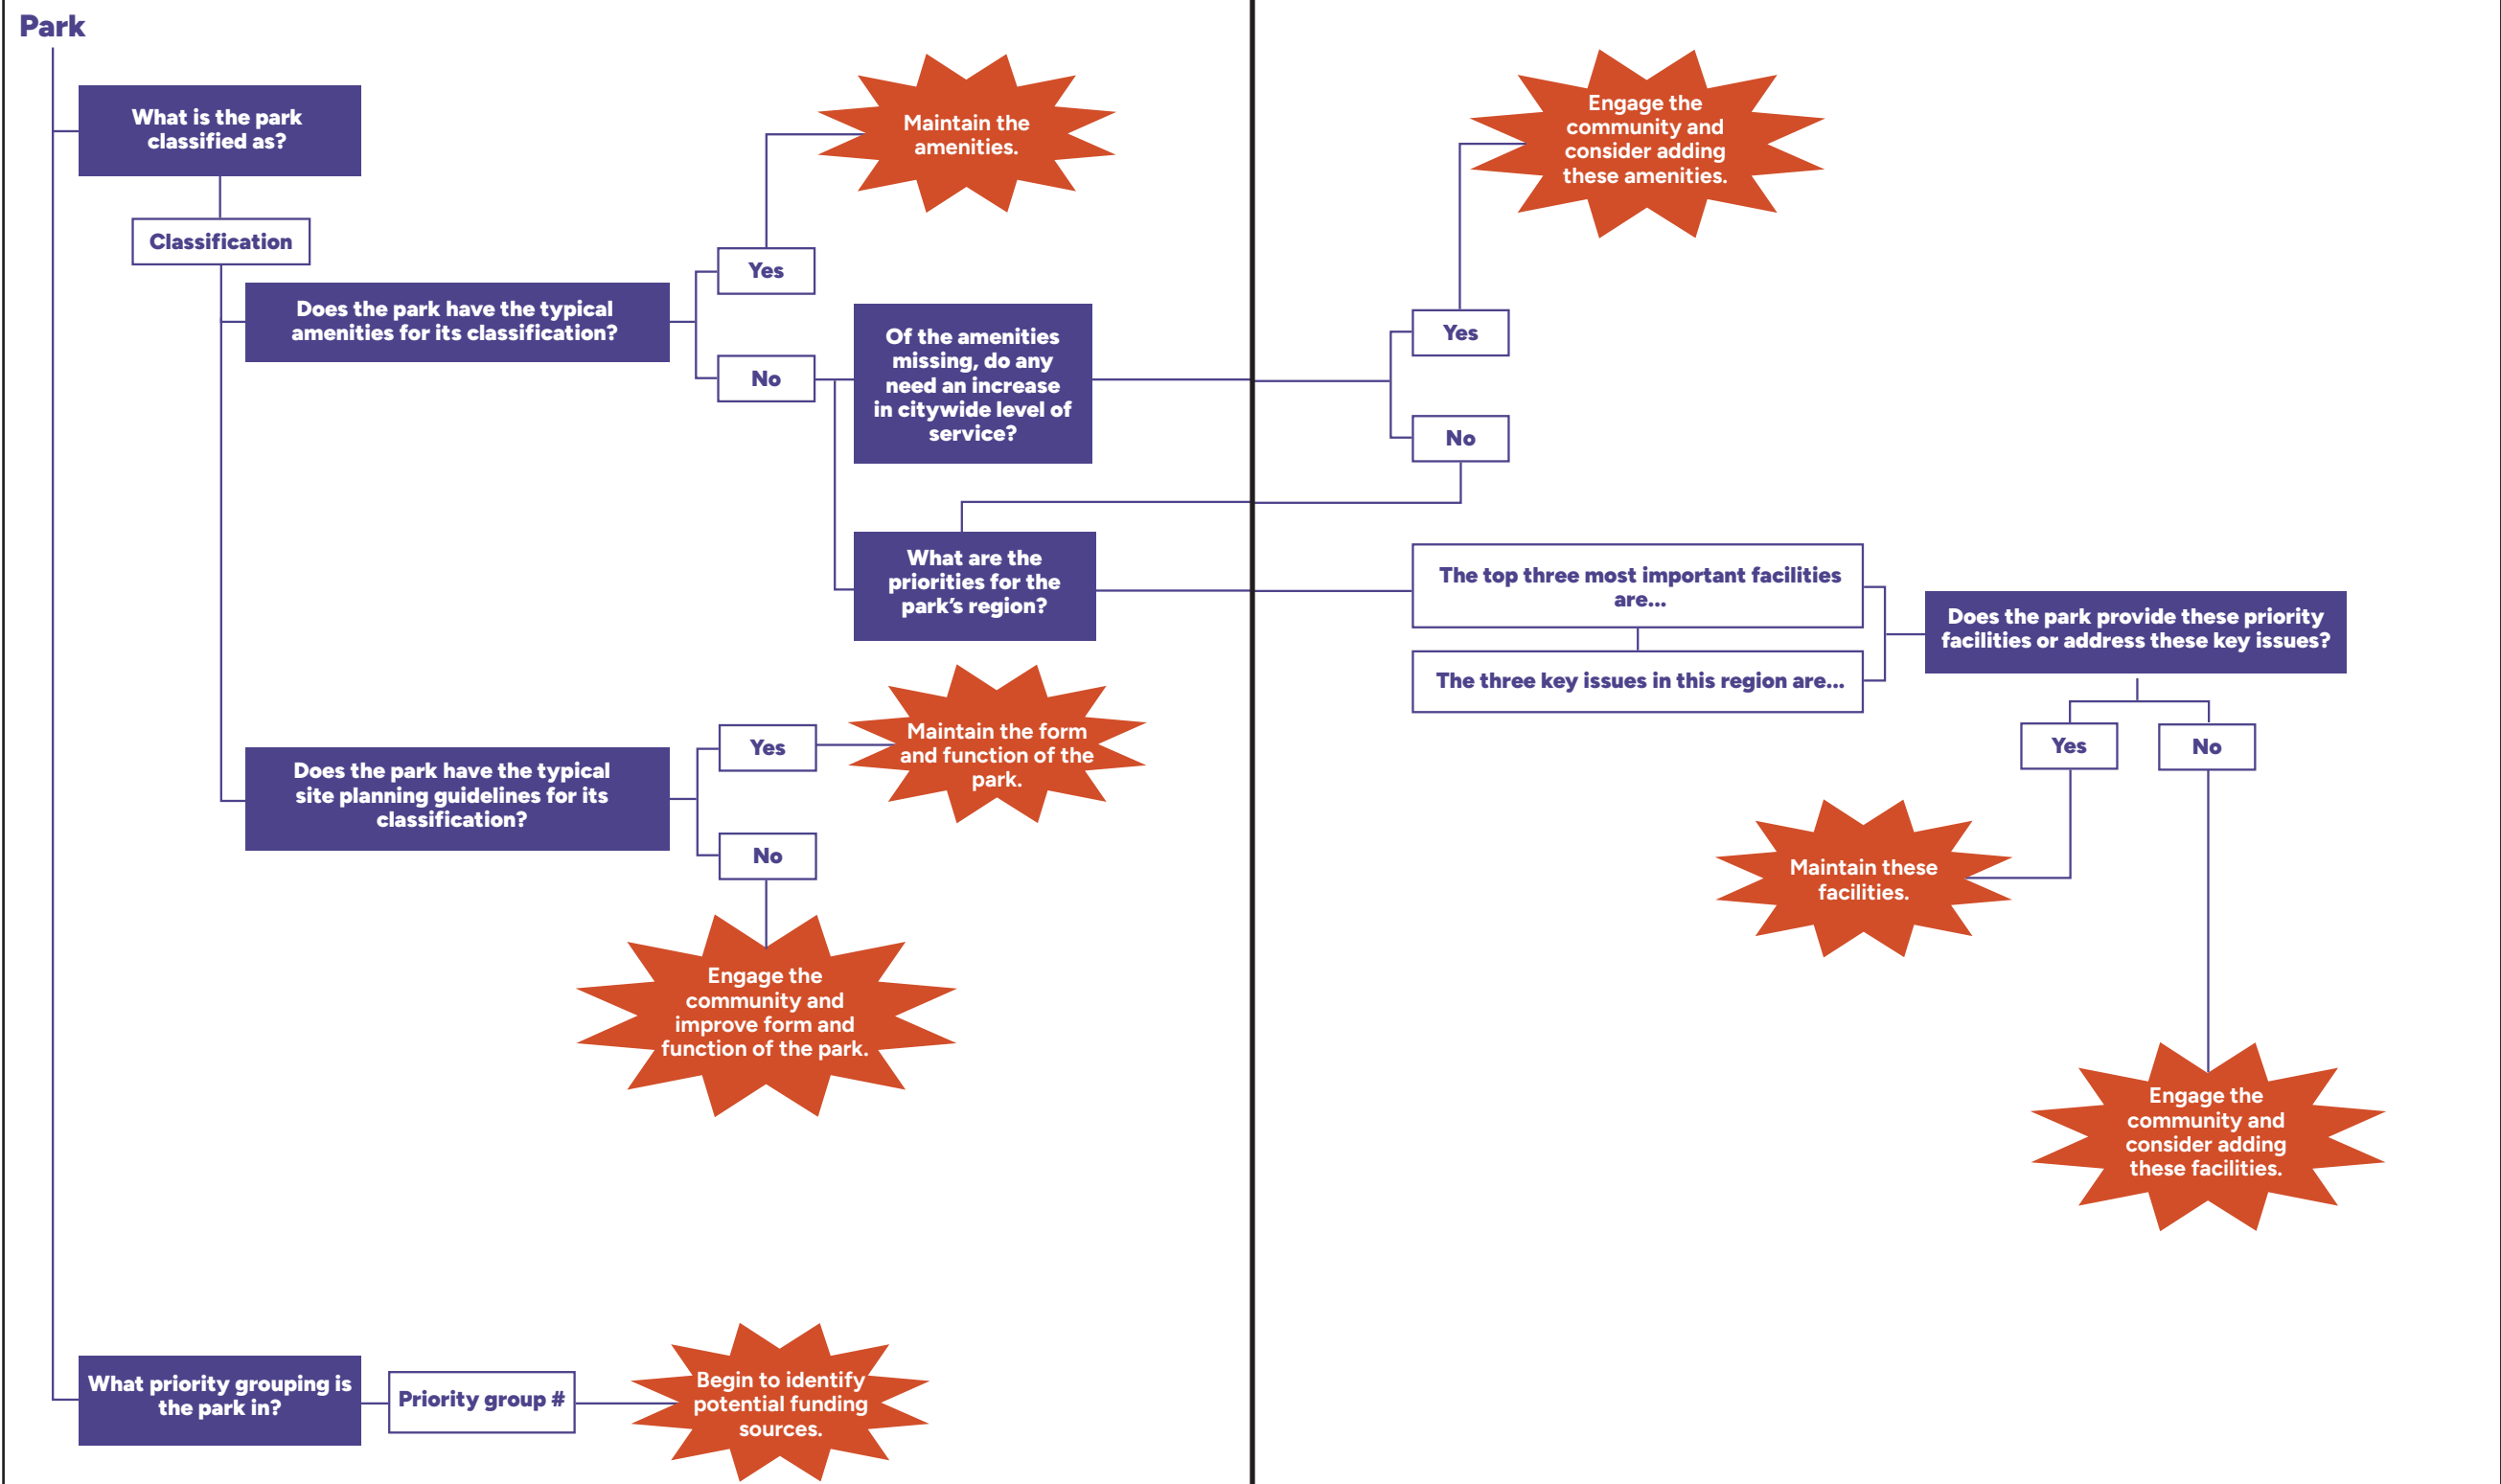 Park
What is the park
classified as?
Classification
Does the park have the typical
amenities for its classification?
Yes
Maintain the
amenities.
No
Of the amenities
missing, do any
need an increase
in citywide level of
service?
Yes
Engage the
community and
consider adding
these amenities.
No
What are the
priorities for the
park’s region?
The top three most important facilities
are...
The three key issues in this region are...
Does the park provide these priority
facilities or address these key issues?
Yes
No
Maintain these
facilities.
Engage the
community and
consider adding
these facilities.
Does the park have the typical
site planning guidelines for its
classification?
Yes
Maintain the form
and function of the
park.
No
Engage the
community and
improve form and
function of the park.
What priority grouping is
the park in?
Priority group #
Begin to identify
potential funding
sources.